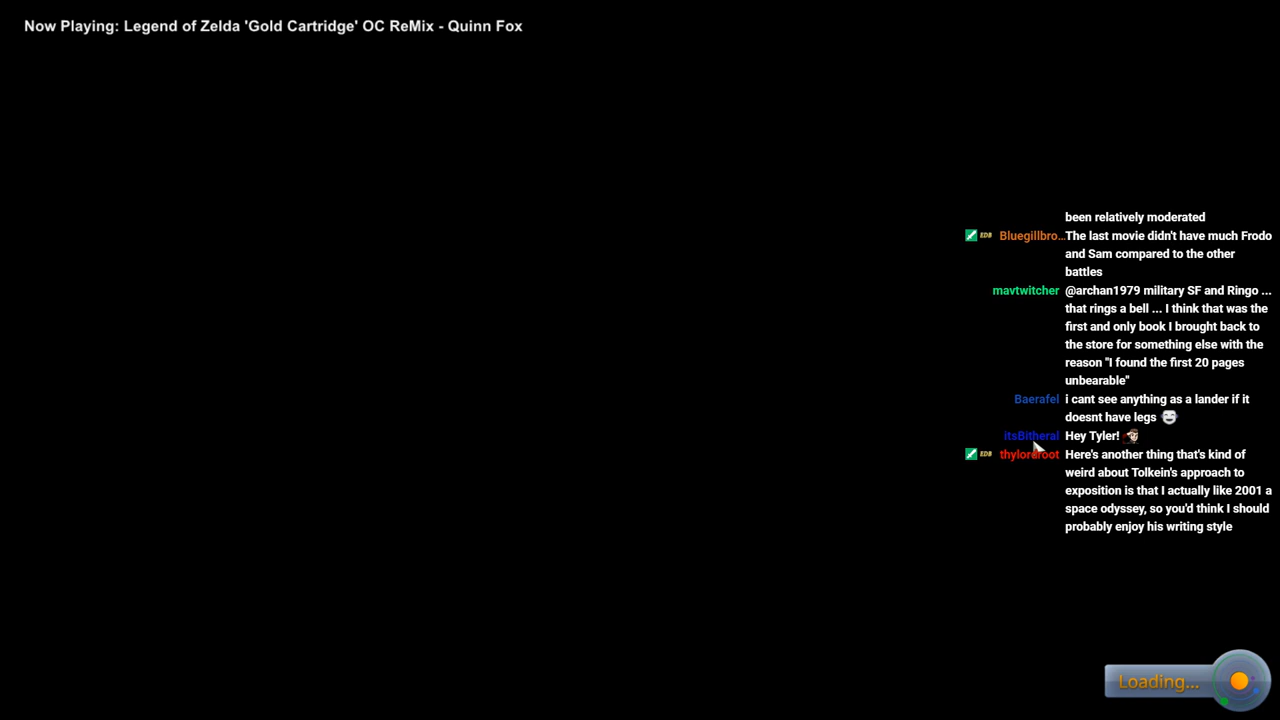 Now Playing: Legend of Zelda 'Gold Cartridge' OC ReMix - Quinn Fox
been relatively moderated
EDB Bluegillbro... The last movie didn't have much Frodo
and Sam compared to the other
battles
mavtwitcher @archan1979 military SF and Ringo ...
that rings a bell ... I think that was the
first and only book I brought back to
the store for something else with the
reason "I found the first 20 pages
unbearable"
Baerafel i cant see anything as a lander if it
doesnt have legs
itsBitheral Hey Tyler!
EDB thylordroot Here's another thing that's kind of
weird about Tolkein's approach to
exposition is that I actually like 2001 a
space odyssey, so you'd think I should
probably enjoy his writing style
Loading...